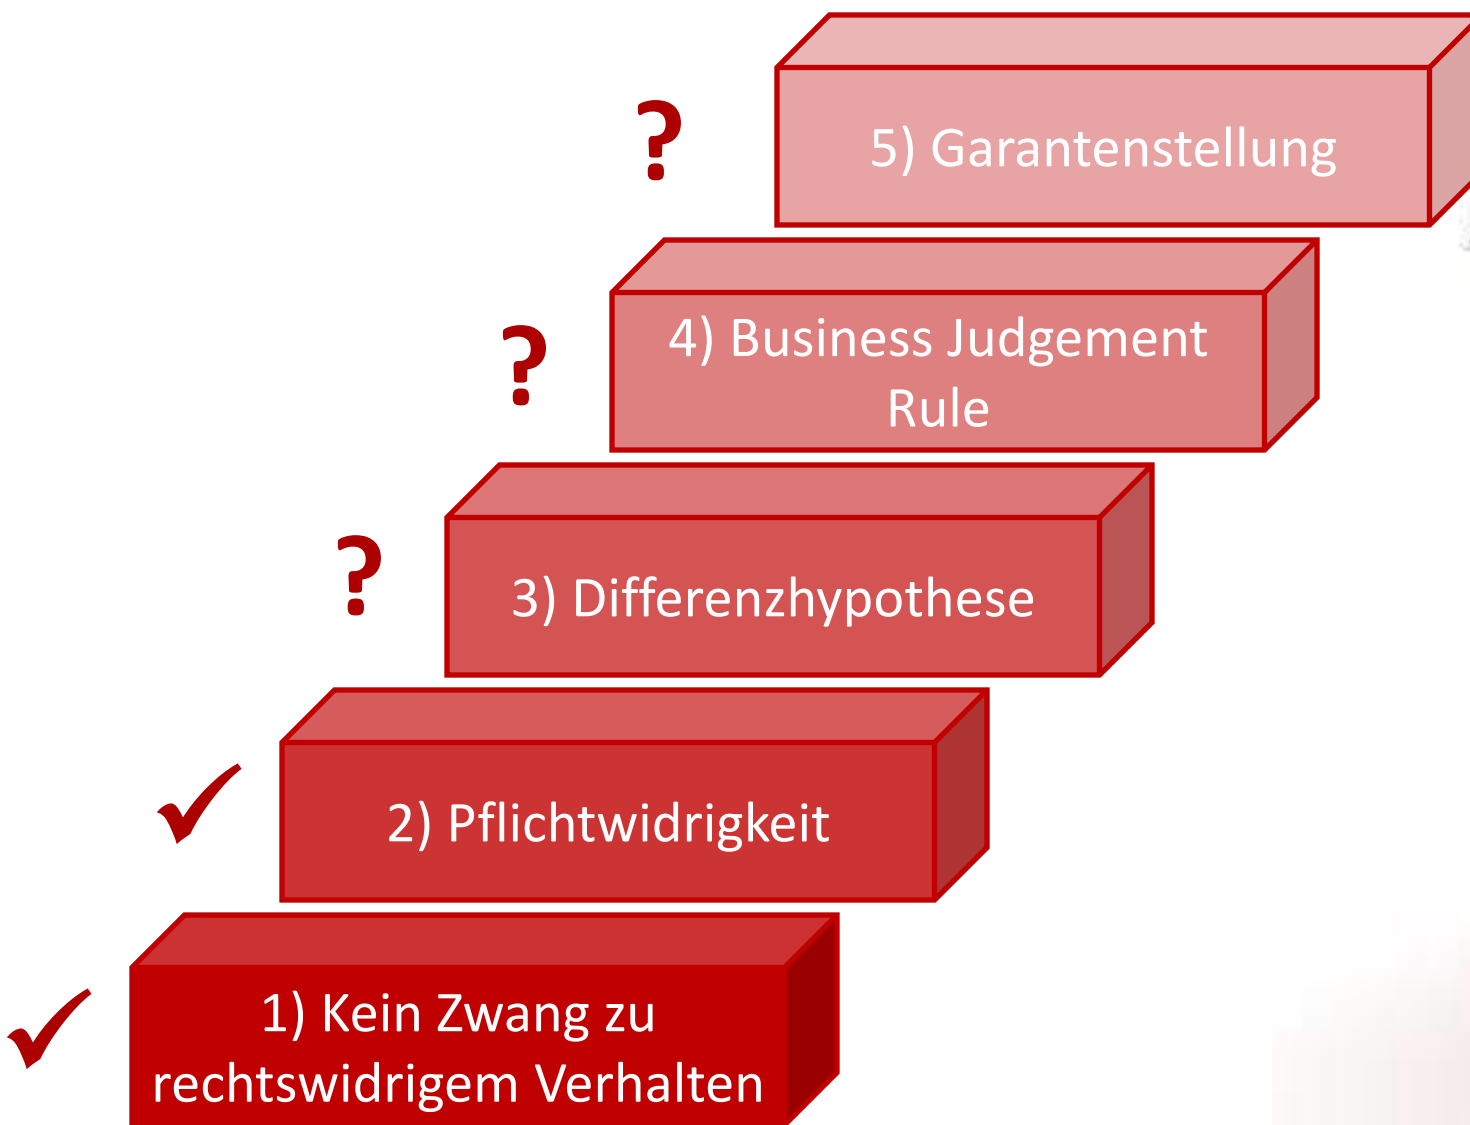 5) Garantenstellung
?
4) Business Judgement
Rule
?
3) Differenzhypothese
?
2) Pflichtwidrigkeit
1) Kein Zwang zu
rechtswidrigem Verhalten